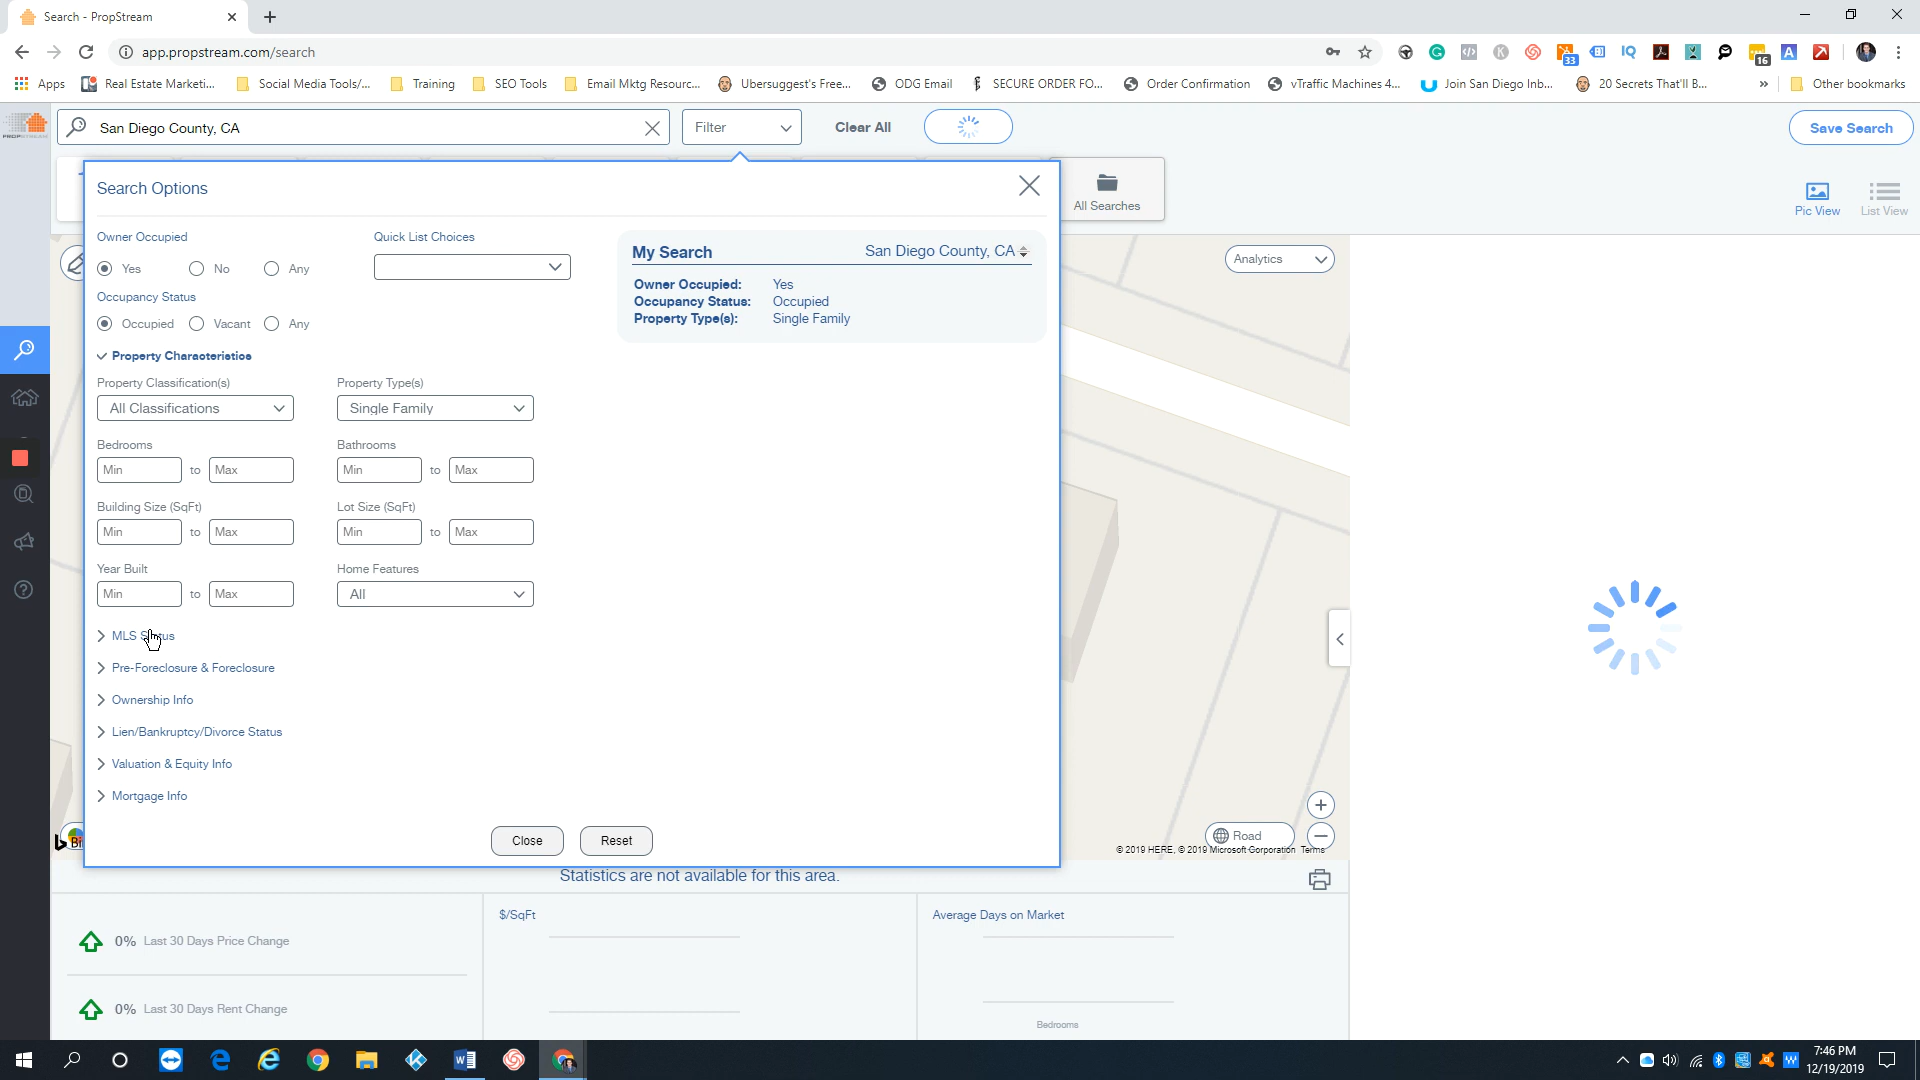 Search - PropStream
app.propstream.com/search
33
16
Apps Real Estate Marketi... Social Media Tools/... Training SEO Tools Email Mktg Resourc... Ubersuggest's Free... ODG Email SECURE ORDER FO... Order Confirmation vTraffic Machines 4... Join San Diego Inb... 20 Secrets That'll B... » Other bookmarks
PROPSTREAM
San Diego County, CA
Filter
Clear All
Save Search
All Searches
Pic View
List View
Analytics
Search Options
Owner Occupied
Yes No Any
Quick List Choices
Occupancy Status
Occupied Vacant Any
My Search San Diego County, CA
Owner Occupied: Yes
Occupancy Status: Occupied
Property Type(s): Single Family
Property Characteristics
Property Classification(s) Property Type(s)
All Classifications Single Family
Bedrooms Bathrooms
Min to Max Min to Max
Building Size (SqFt) Lot Size (SqFt)
Min to Max Min to Max
Year Built Home Features
Min to Max All
MLS
Pre-Foreclosure & Foreclosure
Ownership Info
Lien/Bankruptcy/Divorce Status
Valuation & Equity Info
Mortgage Info
Close Reset
Road
© 2019 HERE, © 2019 Microsoft Corporation Terms
Statistics are not available for this area.
0% Last 30 Days Price Change
0% Last 30 Days Rent Change
$/SqFt
Average Days on Market
Bedrooms
7:46 PM
12/19/2019